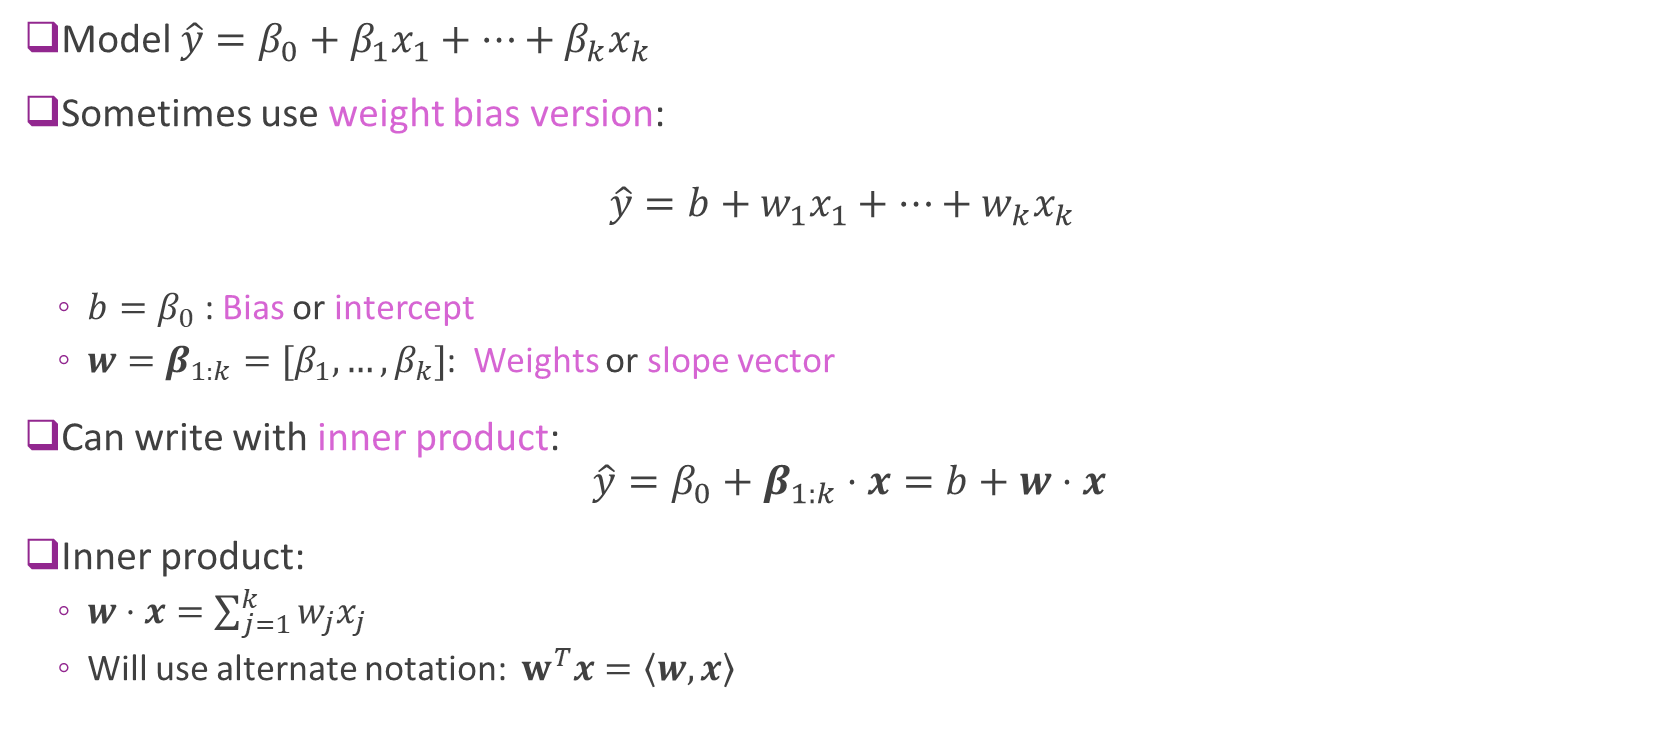 ❑Model ŷ = β₀ + β₁x₁ + ⋯ + βₖxₖ
❑Sometimes use weight bias version:
ŷ = b + w₁x₁ + ⋯ + wₖxₖ
◦ b = β₀ : Bias or intercept
◦ w = β₁:ₖ = [β₁, … , βₖ]: Weights or slope vector
❑Can write with inner product:
ŷ = β₀ + β₁:ₖ · x = b + w · x
❑Inner product:
◦ w · x = ∑ⱼ₌₁ᵏ wⱼxⱼ
◦ Will use alternate notation: wᵀx = ⟨w, x⟩